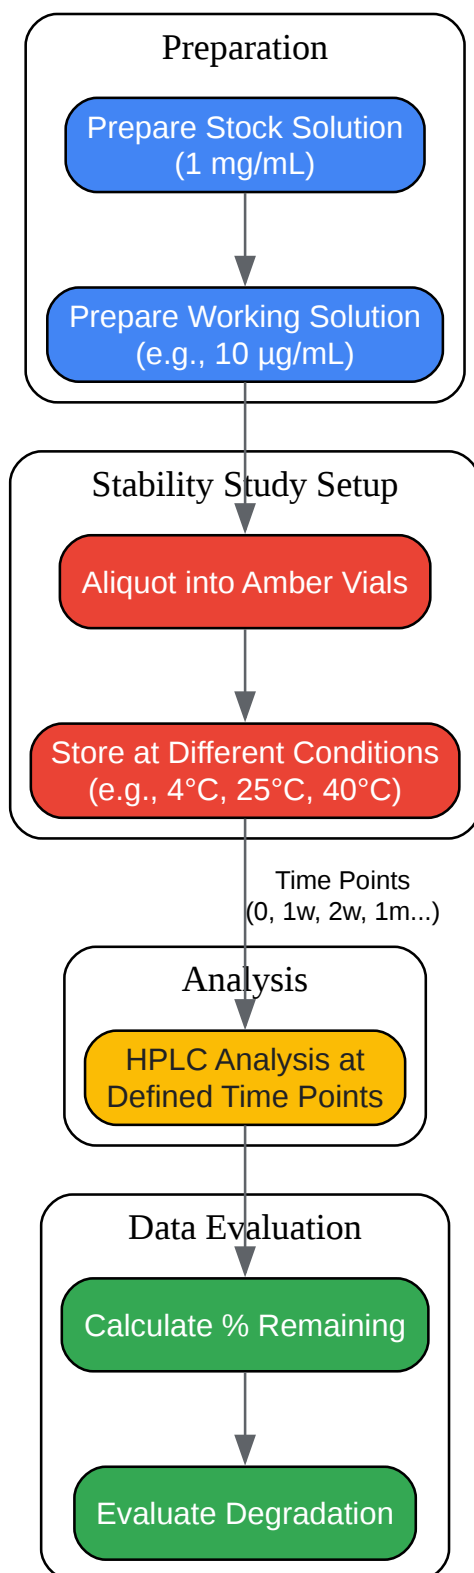 Preparation
Prepare Stock Solution
(1 mg/mL)
Prepare Working Solution
(e.g., 10 µg/mL)
Stability Study Setup
Aliquot into Amber Vials
Store at Different Conditions
(e.g., 4°C, 25°C, 40°C)
Time Points
(0, 1w, 2w, 1m...)
Analysis
HPLC Analysis at
Defined Time Points
Data Evaluation
Calculate % Remaining
Evaluate Degradation